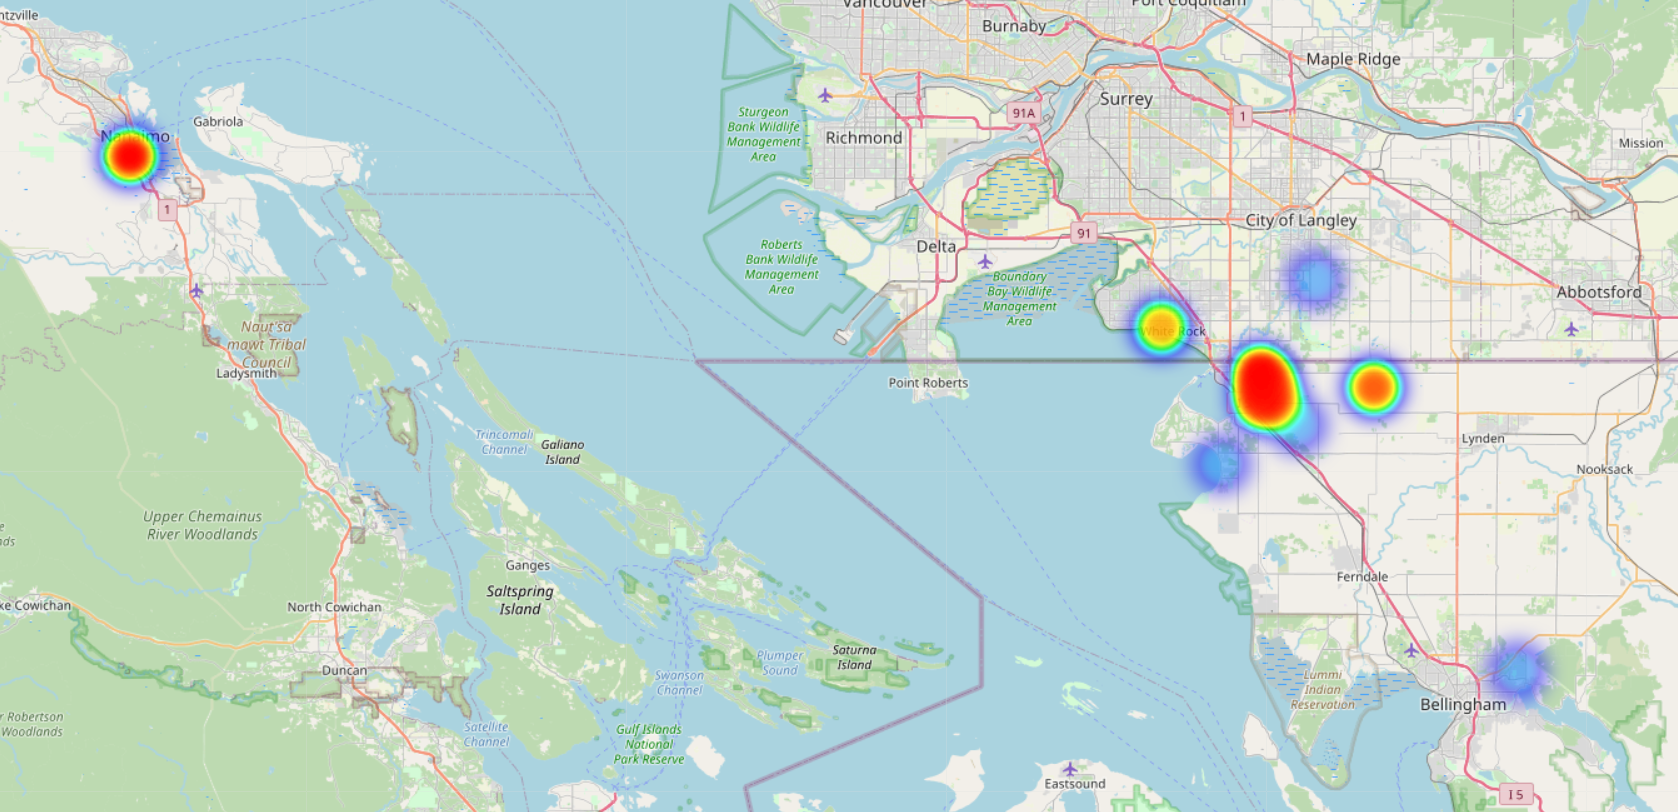 ntzville
Vancouver
Burnaby
Port Coquitlam
Maple Ridge
Surrey
91A
1
Richmond
Mission
Sturgeon
Bank Wildlife
Management
Area
Gabriola
Nanaimo
1
City of Langley
91
Delta
Roberts
Bank Wildlife
Management
Area
Boundary
Bay Wildlife
Management
Area
Abbotsford
White Rock
Naut'sa
mawt Tribal
Council
Ladysmith
Point Roberts
Trincomali
Channel
Galiano
Island
Lynden
Nooksack
Upper Chemainus
River Woodlands
e
nds
Ganges
Saltspring
Island
Ferndale
ke Cowichan
North Cowichan
Duncan
Saturna
Island
Plumper
Sound
Swanson
Channel
Lummi
Indian
Reservation
Bellingham
r Robertson
Woodlands
Satellite
Channel
Gulf Islands
National
Park Reserve
Eastsound
I 5